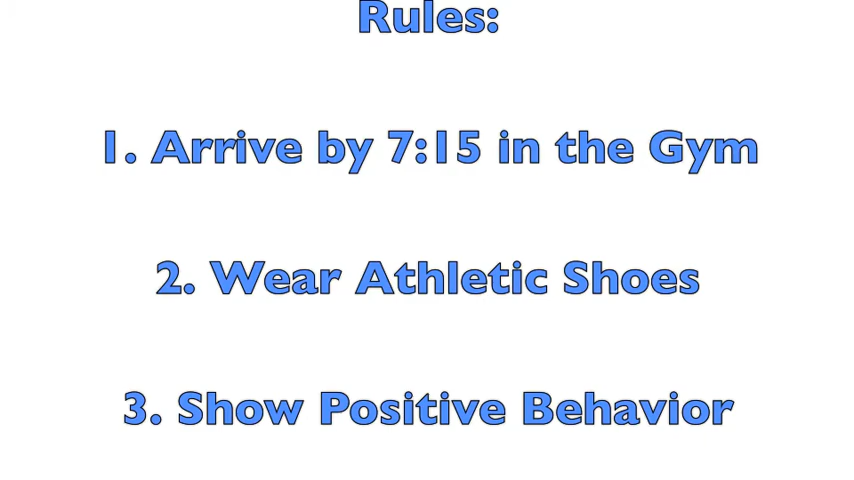 Rules:
1. Arrive by 7:15 in the Gym
2. Wear Athletic Shoes
3. Show Positive Behavior